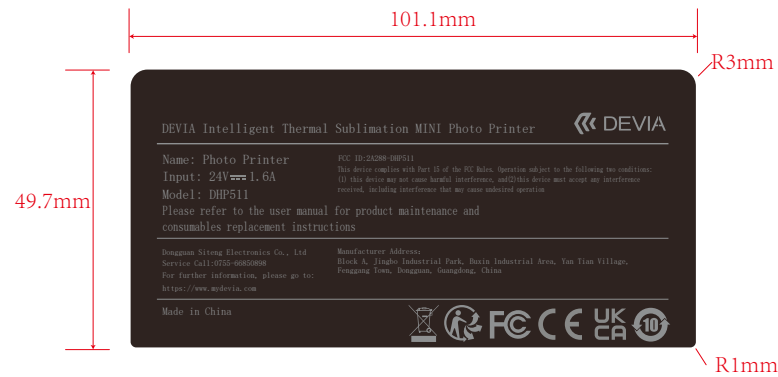 101.1mm
R3mm
DEVIA Intelligent Thermal Sublimation MINI Photo Printer
DEVIA
Name: Photo Printer
Input: 24V 1.6A
Model: DHP511
Please refer to the user manual for product maintenance and
consumables replacement instructions
FCC ID:2A288-DHP511
This device complies with Part 15 of the FCC Rules. Operation subject to the following two conditions:
(1) this device may not cause harmful interference, and(2)this device must accept any interference
received, including interference that may cause undesired operation
49.7mm
Dongguan Siteng Electronics Co., Ltd
Service Call:0755-66850898
For further information, please go to:
https://www.mydevia.com
Manufacturer Address:
Block A, Jingbo Industrial Park, Buxin Industrial Area, Yan Tian Village,
Fenggang Town, Dongguan, Guangdong, China
Made in China
FC CE UK CA 10
R1mm